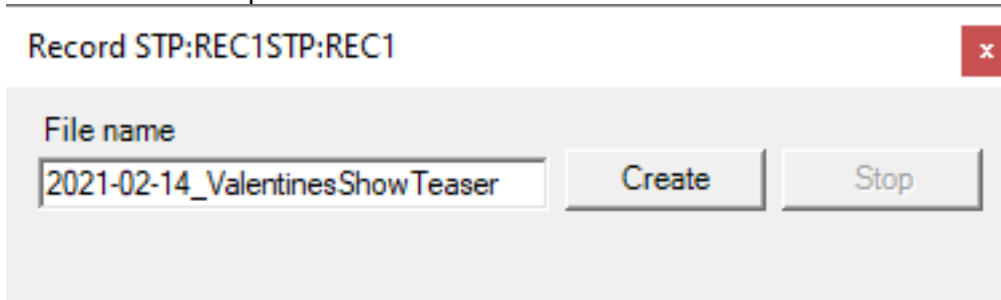 Record STP:REC1STP:REC1
x
File name
2021-02-14_ValentinesShowTeaser
Create
Stop